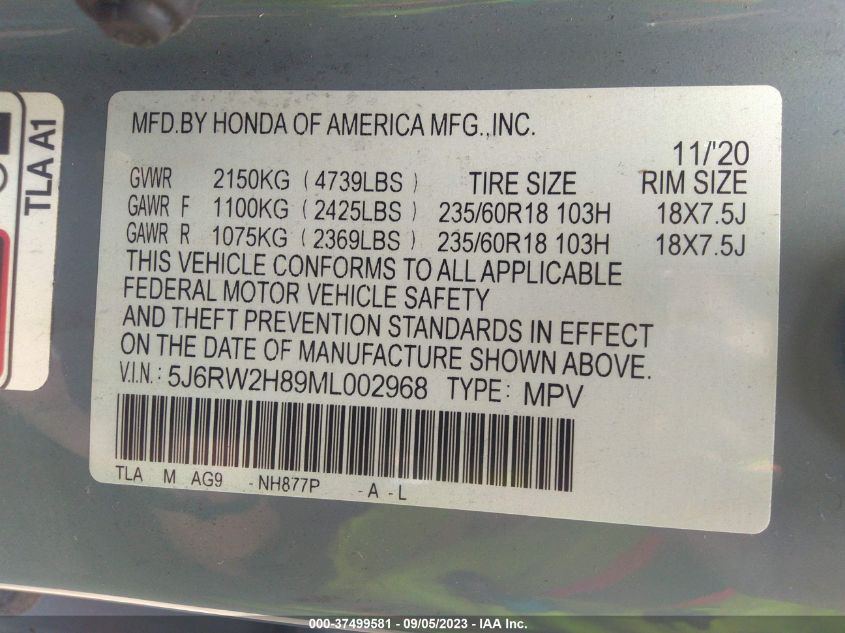 TLA A1
MFD.BY HONDA OF AMERICA MFG.,INC.
11/'20
GVWR 2150KG (4739LBS) TIRE SIZE RIM SIZE
GAWR F 1100KG (2425LBS) 235/60R18 103H 18X7.5J
GAWR R 1075KG (2369LBS) 235/60R18 103H 18X7.5J
THIS VEHICLE CONFORMS TO ALL APPLICABLE
FEDERAL MOTOR VEHICLE SAFETY
AND THEFT PREVENTION STANDARDS IN EFFECT
ON THE DATE OF MANUFACTURE SHOWN ABOVE.
V.I.N.: 5J6RW2H89ML002968 TYPE: MPV
TLA M AG9 -NH877P -A -L
000-37499581 - 09/05/2023 - IAA Inc.